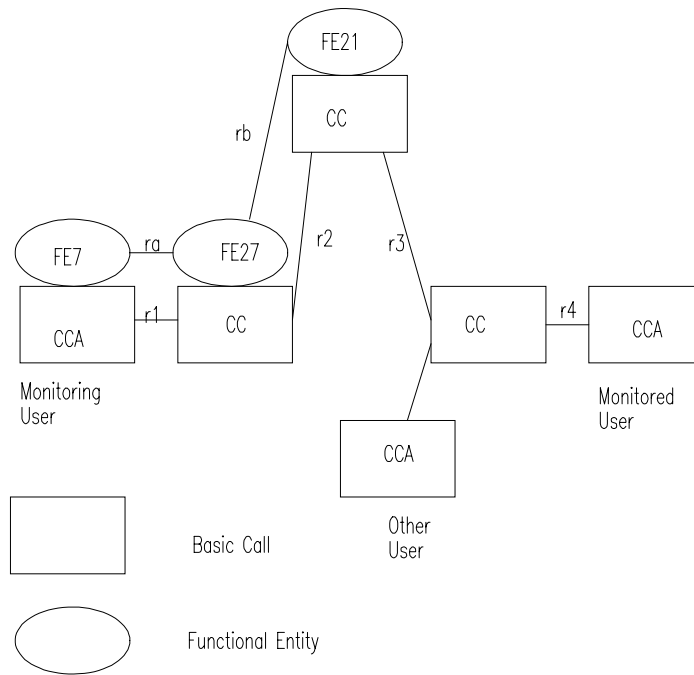 FE21
CC
rb
r2
r3
FE7
ra
FE27
CCA
r1
CC
CC
r4
CCA
Monitoring
User
Monitored
User
CCA
Other
User
Basic Call
Functional Entity